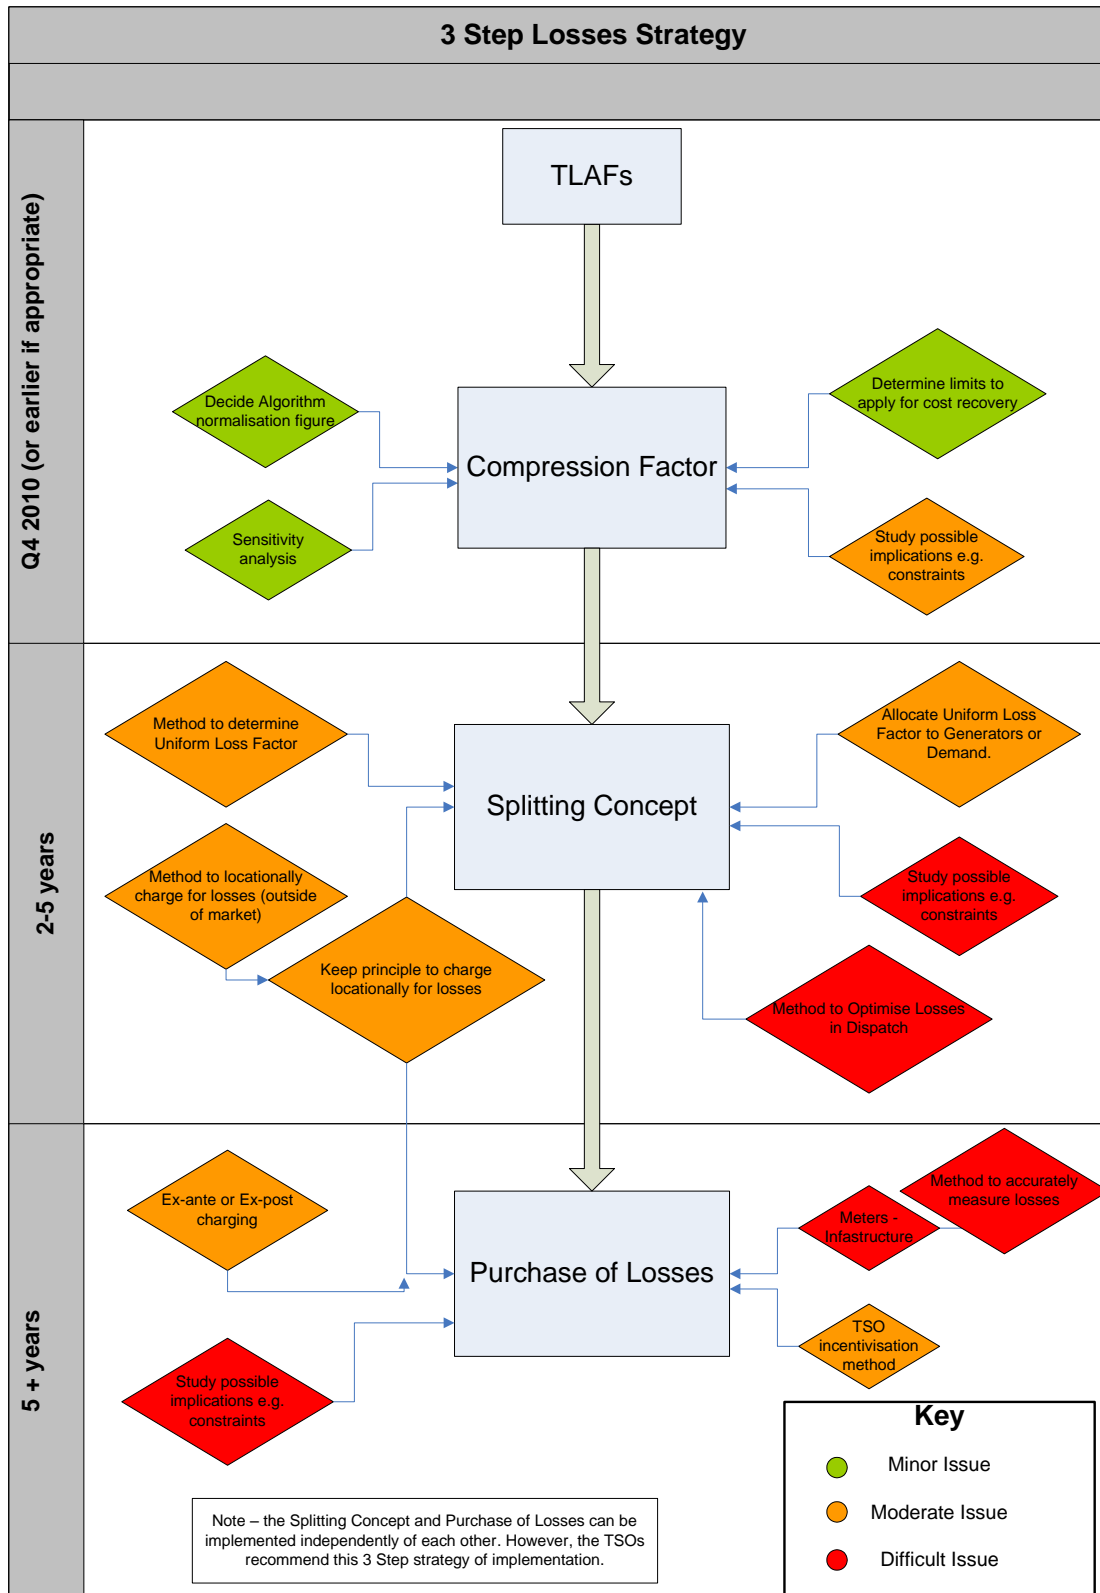 3 Step Losses Strategy
Q4 2010 (or earlier if appropriate)
TLAFs
Decide Algorithm
normalisation figure
Determine limits to
apply for cost recovery
Compression Factor
Sensitivity
analysis
Study possible
implications e.g.
constraints
2-5 years
Method to determine
Uniform Loss Factor
Allocate Uniform Loss
Factor to Generators or
Demand.
Splitting Concept
Method to locationally
charge for losses (outside
of market)
Study possible
implications e.g.
constraints
Keep principle to charge
locationally for losses
Method to Optimise Losses
in Dispatch
5 + years
Ex-ante or Ex-post
charging
Method to accurately
measure losses
Meters -
Infastructure
Purchase of Losses
TSO
incentivisation
method
Study possible
implications e.g.
constraints
Key
Minor Issue
Moderate Issue
Difficult Issue
Note – the Splitting Concept and Purchase of Losses can be
implemented independently of each other. However, the TSOs
recommend this 3 Step strategy of implementation.